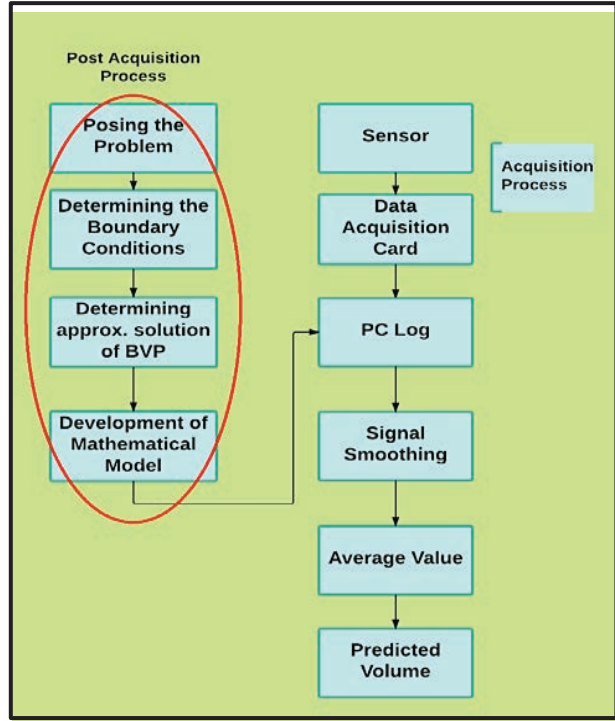 Post Acquisition
Process
Posing the
Problem
Determining the
Boundary
Conditions
Determining
approx. solution
of BVP
Development of
Mathematical
Model
Sensor
Data
Acquisition
Card
PC Log
Signal
Smoothing
Average Value
Predicted
Volume
Acquisition
Process